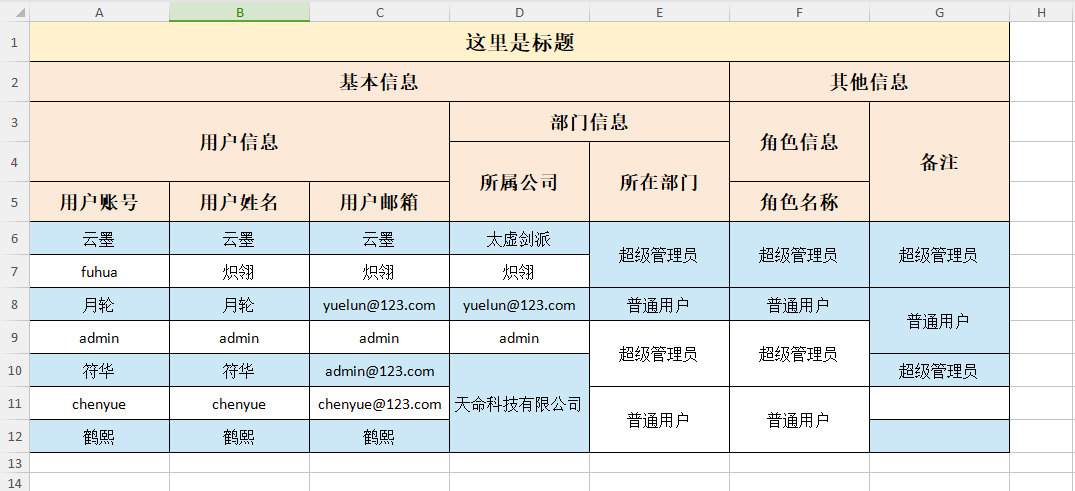 A B C D E F G H
1 这里是标题
2 基本信息 其他信息
3 用户信息 部门信息 角色信息 备注
4 所属公司 所在部门
5 用户账号 用户姓名 用户邮箱 角色名称
6 云墨 云墨 云墨 太虚剑派 超级管理员 超级管理员 超级管理员
7 fuhua 炽翎 炽翎 炽翎
8 月轮 月轮 yuelun@123.com yuelun@123.com 普通用户 普通用户 普通用户
9 admin admin admin admin 超级管理员 超级管理员
10 符华 符华 admin@123.com 天命科技有限公司 超级管理员
11 chenyue chenyue chenyue@123.com 普通用户 普通用户
12 鹤熙 鹤熙 鹤熙
13
14